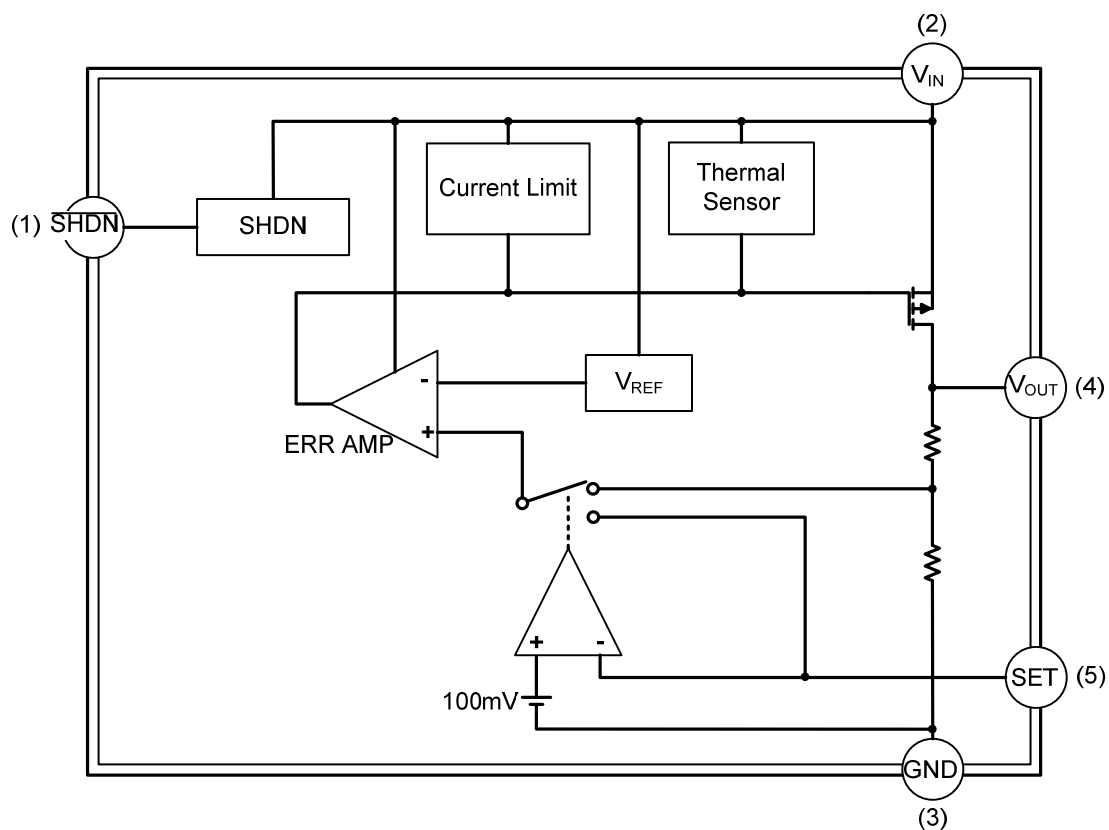 (2)
VIN
Current Limit
Thermal
Sensor
(1)
SHDN
SHDN
-
VREF
VOUT
(4)
+
ERR AMP
+
-
100mV
SET
(5)
GND
(3)